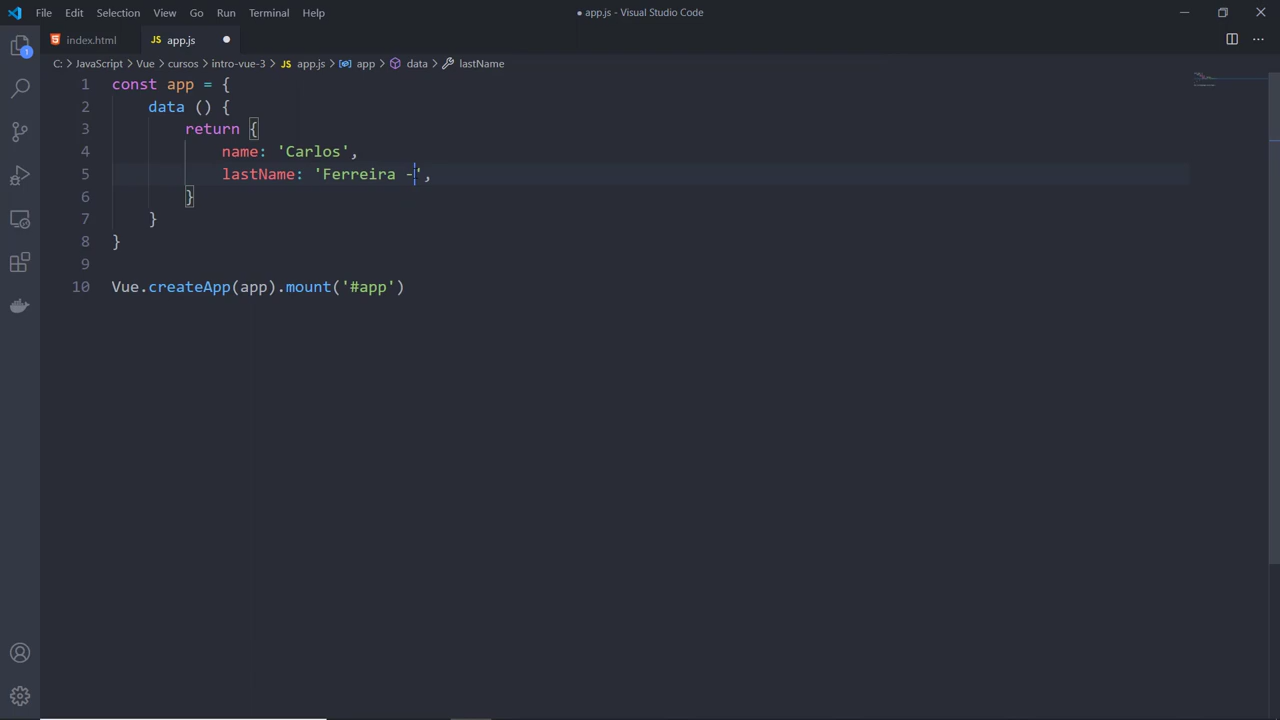 File Edit Selection View Go Run Terminal Help
● app.js - Visual Studio Code
index.html
JS app.js ●
C: > JavaScript > Vue > cursos > intro-vue-3 > JS app.js > app > data > lastName
1 const app = {
2 data () {
3 return {
4 name: 'Carlos',
5 lastName: 'Ferreira -',
6 }
7 }
8 }
9
10 Vue.createApp(app).mount('#app')
1